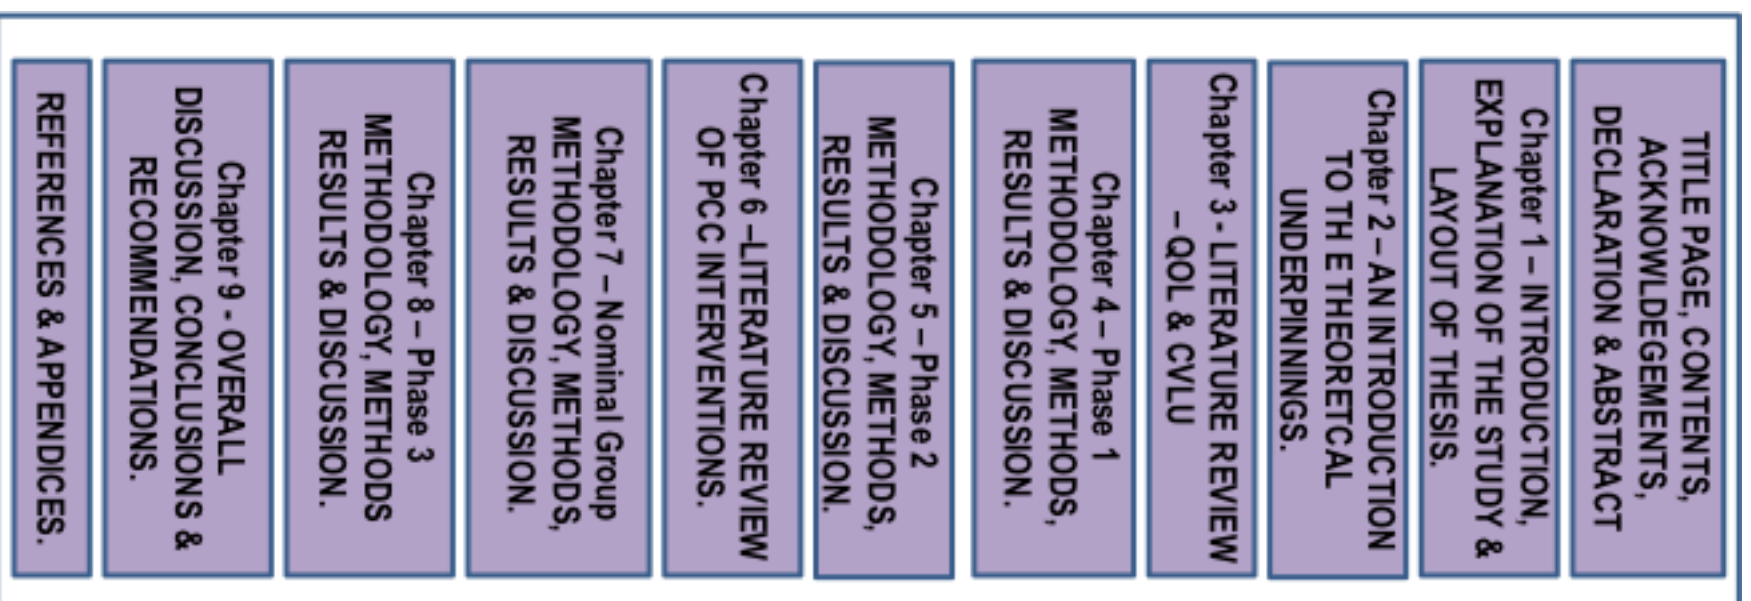 TITLE PAGE, CONTENTS,
ACKNOWLDEGEMENTS,
DECLARATION & ABSTRACT
Chapter 1 – INTRODUCTION,
EXPLANATION OF THE STUDY &
LAYOUT OF THESIS.
Chapter 2 – AN INTRODUCTION
TO TH E THEORETCAL
UNDERPINNINGS.
Chapter 3 - LITERATURE REVIEW
– QOL & CVLU
Chapter 4 – Phase 1
METHODOLOGY, METHODS,
RESULTS & DISCUSSION.
Chapter 5 – Phase 2
METHODOLOGY, METHODS,
RESULTS & DISCUSSION.
Chapter 6 –LITERATURE REVIEW
OF PCC INTERVENTIONS.
Chapter 7 – Nominal Group
METHODOLOGY, METHODS,
RESULTS & DISCUSSION.
Chapter 8 – Phase 3
METHODOLOGY, METHODS
RESULTS & DISCUSSION.
Chapter 9 - OVERALL
DISCUSSION, CONCLUSIONS &
RECOMMENDATIONS.
REFERENCES & APPENDICES.